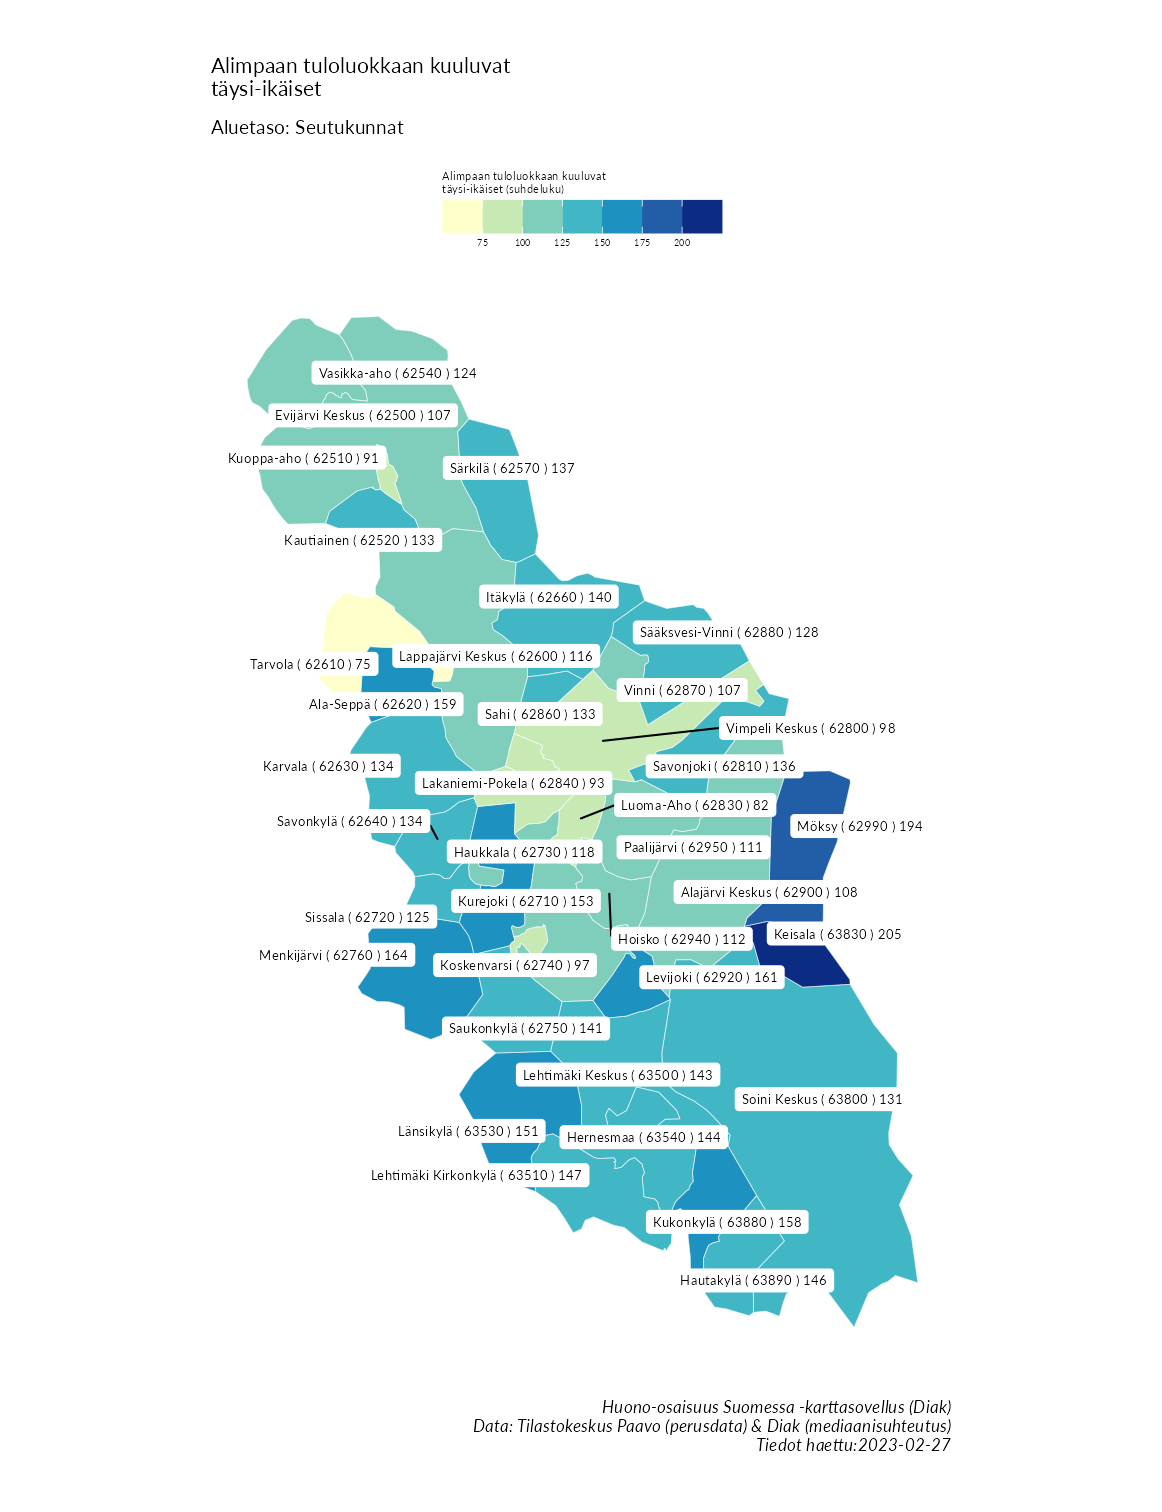 Alimpaan tuloluokkaan kuuluvat
täysi-ikäiset
Aluetaso: Seutukunnat
Alimpaan tuloluokkaan kuuluvat
täysi-ikäiset (suhdeluku)
75 100 125 150 175 200
Vasikka-aho ( 62540 ) 124
Evijärvi Keskus ( 62500 ) 107
Kuoppa-aho ( 62510 ) 91
Särkilä ( 62570 ) 137
Kautiainen ( 62520 ) 133
Itäkylä ( 62660 ) 140
Sääksvesi-Vinni ( 62880 ) 128
Lappajärvi Keskus ( 62600 ) 116
Tarvola ( 62610 ) 75
Vinni ( 62870 ) 107
Ala-Seppä ( 62620 ) 159
Sahi ( 62860 ) 133
Vimpeli Keskus ( 62800 ) 98
Karvala ( 62630 ) 134
Savonjoki ( 62810 ) 136
Lakaniemi-Pokela ( 62840 ) 93
Luoma-Aho ( 62830 ) 82
Savonkylä ( 62640 ) 134
Möksy ( 62990 ) 194
Haukkala ( 62730 ) 118
Paalijärvi ( 62950 ) 111
Alajärvi Keskus ( 62900 ) 108
Kurejoki ( 62710 ) 153
Sissala ( 62720 ) 125
Hoisko ( 62940 ) 112
Keisala ( 63830 ) 205
Menkijärvi ( 62760 ) 164
Koskenvarsi ( 62740 ) 97
Levijoki ( 62920 ) 161
Saukonkylä ( 62750 ) 141
Lehtimäki Keskus ( 63500 ) 143
Soini Keskus ( 63800 ) 131
Länsikylä ( 63530 ) 151
Hernesmaa ( 63540 ) 144
Lehtimäki Kirkonkylä ( 63510 ) 147
Kukonkylä ( 63880 ) 158
Hautakylä ( 63890 ) 146
Huono-osaisuus Suomessa -karttasovellus (Diak)
Data: Tilastokeskus Paavo (perusdata) & Diak (mediaanisuhteutus)
Tiedot haettu:2023-02-27